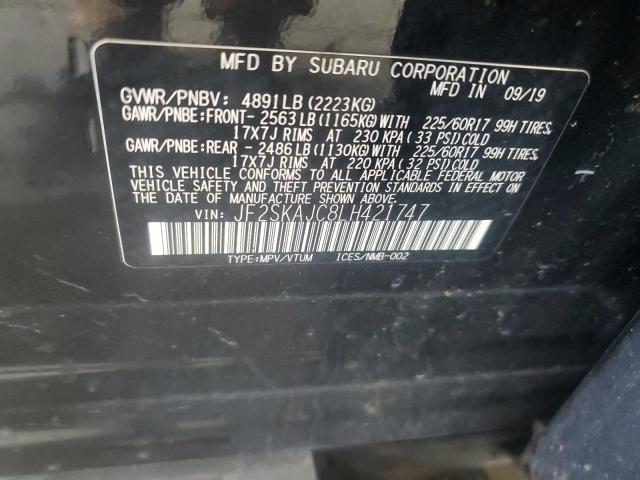 MFD BY SUBARU CORPORATION
MFD IN 09/19
GVWR/PNBV: 4891LB(2223KG)
GAWR/PNBE:FRONT-2563LB(1165KG)WITH 225/60R17 99H TIRES,
17X7J RIMS AT 230 KPA(33 PSI)COLD
GAWR/PNBE:REAR -2486LB(1130KG)WITH 225/60R17 99H TIRES,
17X7J RIMS AT 220 KPA(32 PSI)COLD
THIS VEHICLE CONFORMS TO ALL APPLICABLE FEDERAL MOTOR
VEHICLE SAFETY AND THEFT PREVENTION STANDARDS IN EFFECT ON
THE DATE OF MANUFACTURE SHOWN ABOVE.
VIN: JF2SKAJC8LH421747
TYPE:MPV/VTUM ICES/NMB-002